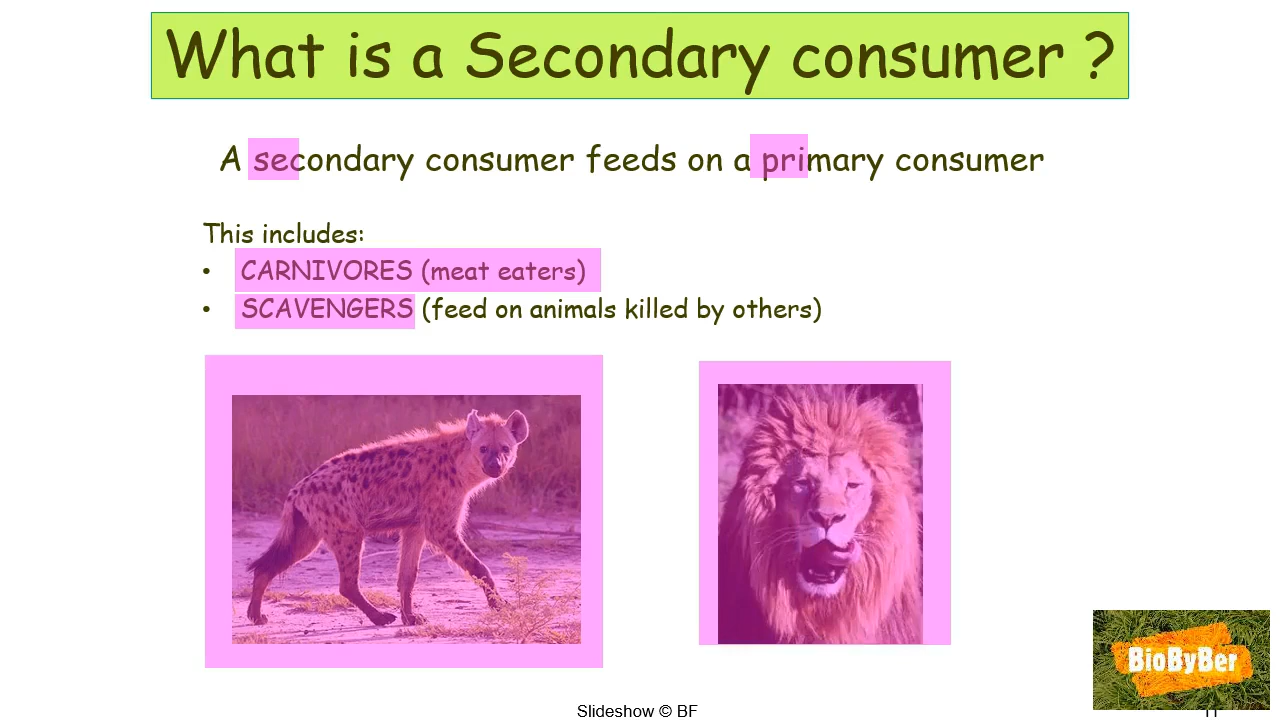 What is a Secondary consumer ?
A secondary consumer feeds on a primary consumer
This includes:
• CARNIVORES (meat eaters)
• SCAVENGERS (feed on animals killed by others)
BioByBer
Slideshow © BF